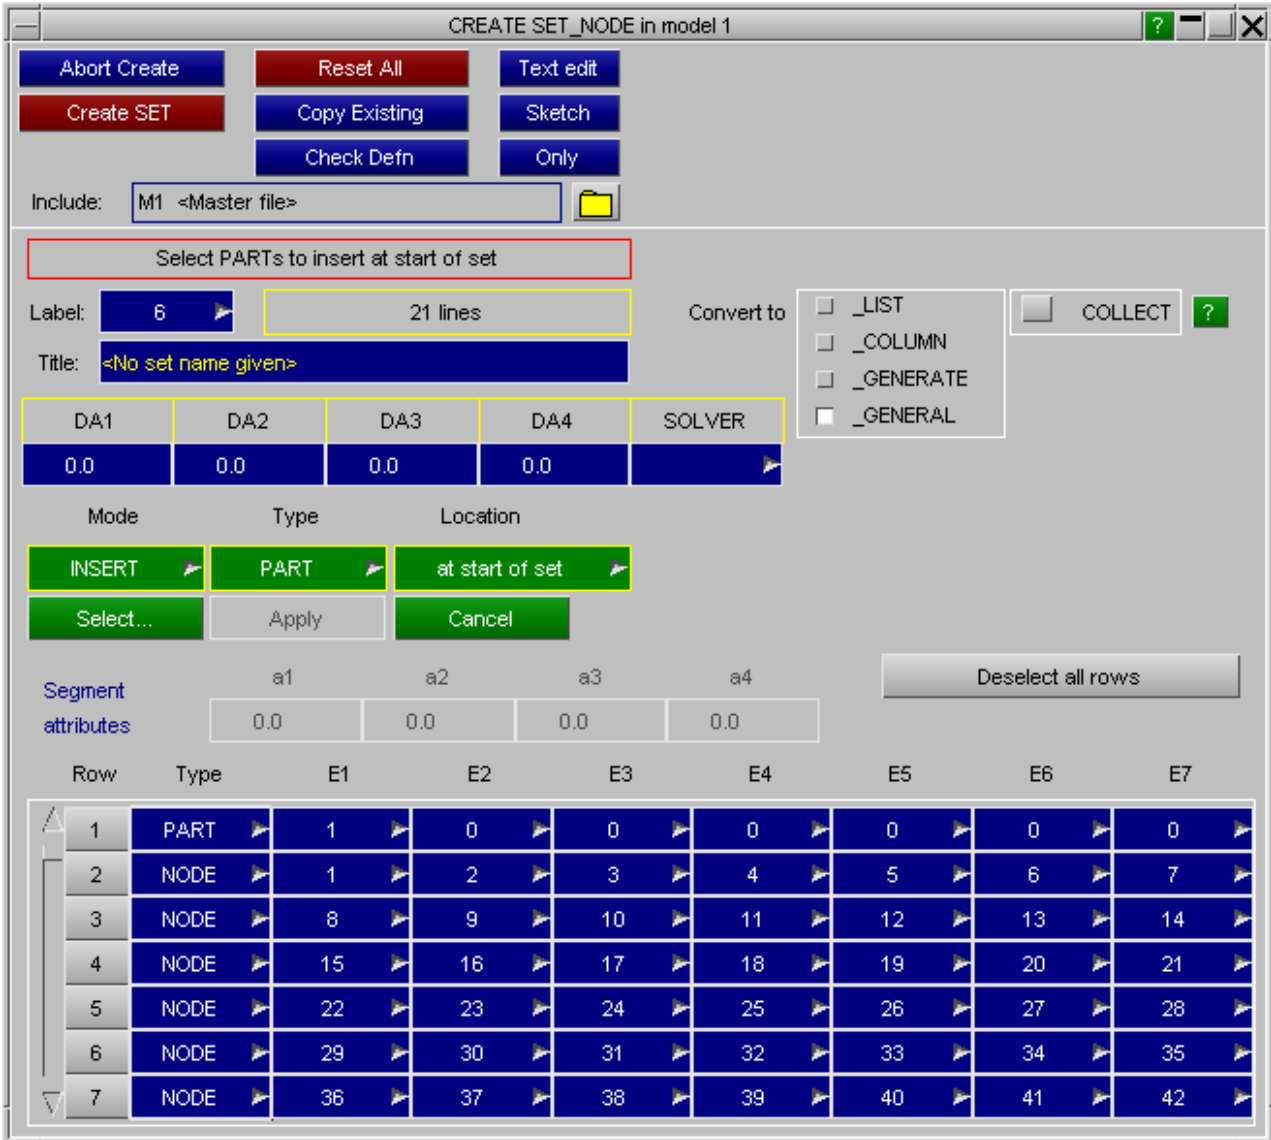 CREATE SET_NODE in model 1 ?
Abort Create Reset All Text edit
Create SET Copy Existing Sketch
Check Defn Only
Include: M1 <Master file>
Select PARTs to insert at start of set
Label: 6 21 lines Convert to _LIST COLLECT ?
_COLUMN
Title: <No set name given>
_GENERATE
DA1 DA2 DA3 DA4 SOLVER _GENERAL
0.0 0.0 0.0 0.0
Mode Type Location
INSERT PART at start of set
Select... Apply Cancel
Segment attributes a1 a2 a3 a4 Deselect all rows
0.0 0.0 0.0 0.0
Row Type E1 E2 E3 E4 E5 E6 E7
1 PART 1 0 0 0 0 0 0
2 NODE 1 2 3 4 5 6 7
3 NODE 8 9 10 11 12 13 14
4 NODE 15 16 17 18 19 20 21
5 NODE 22 23 24 25 26 27 28
6 NODE 29 30 31 32 33 34 35
7 NODE 36 37 38 39 40 41 42